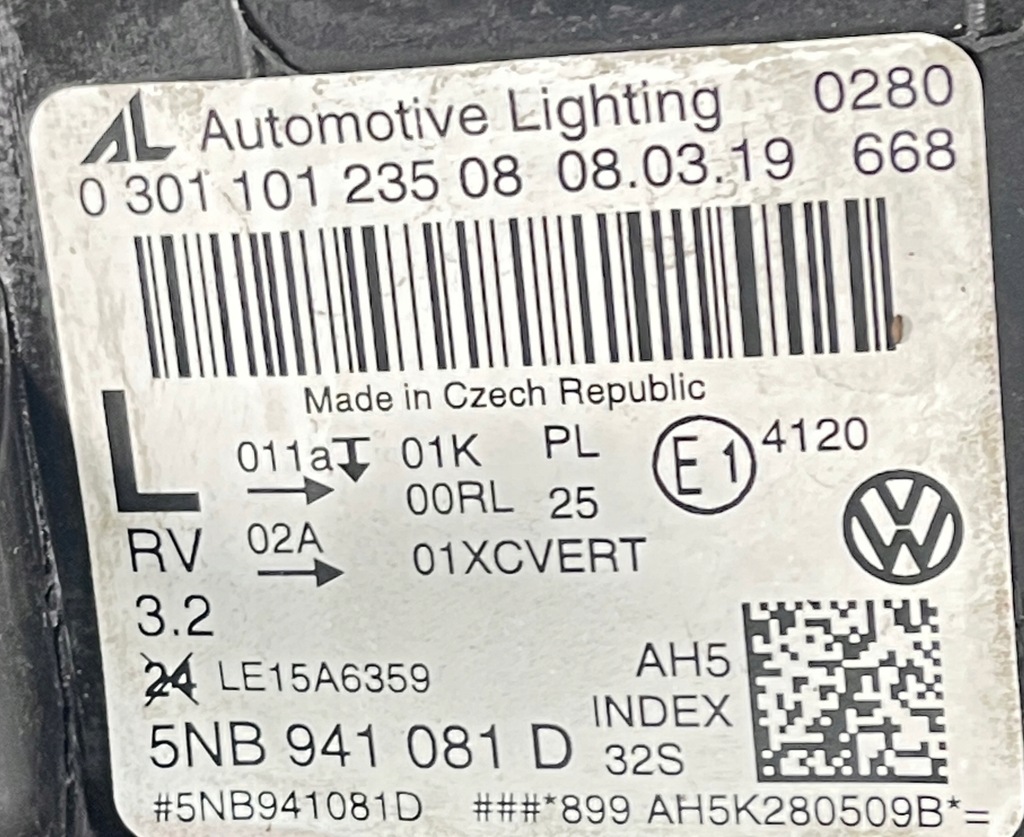 AL Automotive Lighting 0280
0 301 101 235 08 08.03.19 668
Made in Czech Republic
L 011a 01K PL E1 4120
00RL 25
RV 02A 01XCVERT
3.2
24 LE15A6359 AH5
INDEX
5NB 941 081 D 32S
#5NB941081D ###*899 AH5K280509B*=